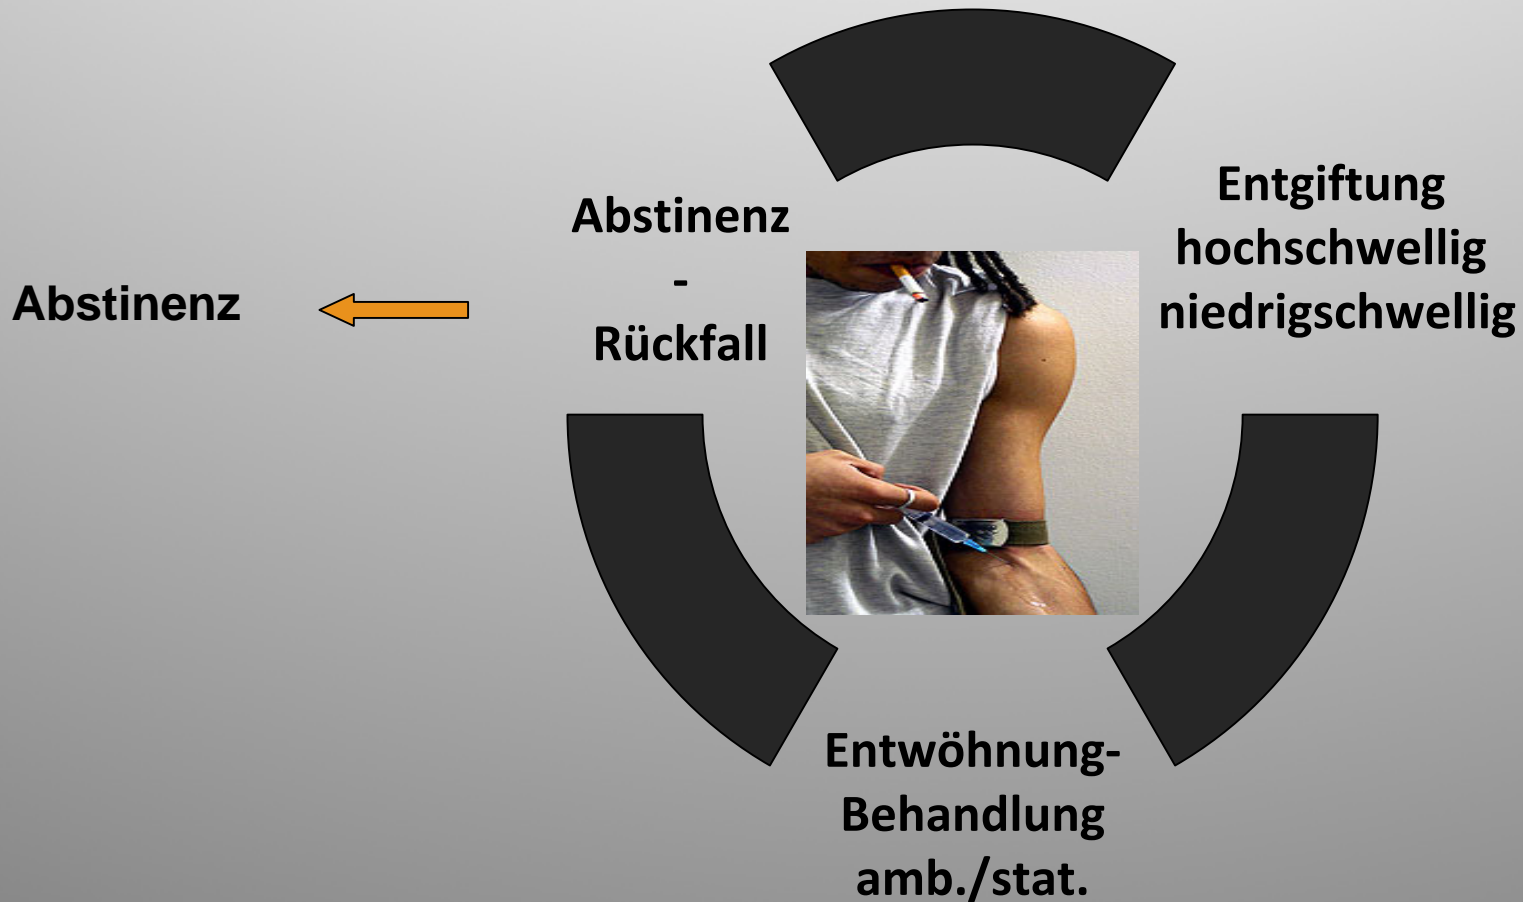 Abstinenz
Abstinenz
-
Rückfall
Entgiftung
hochschwellig
niedrigschwellig
Entwöhnung-
Behandlung
amb./stat.